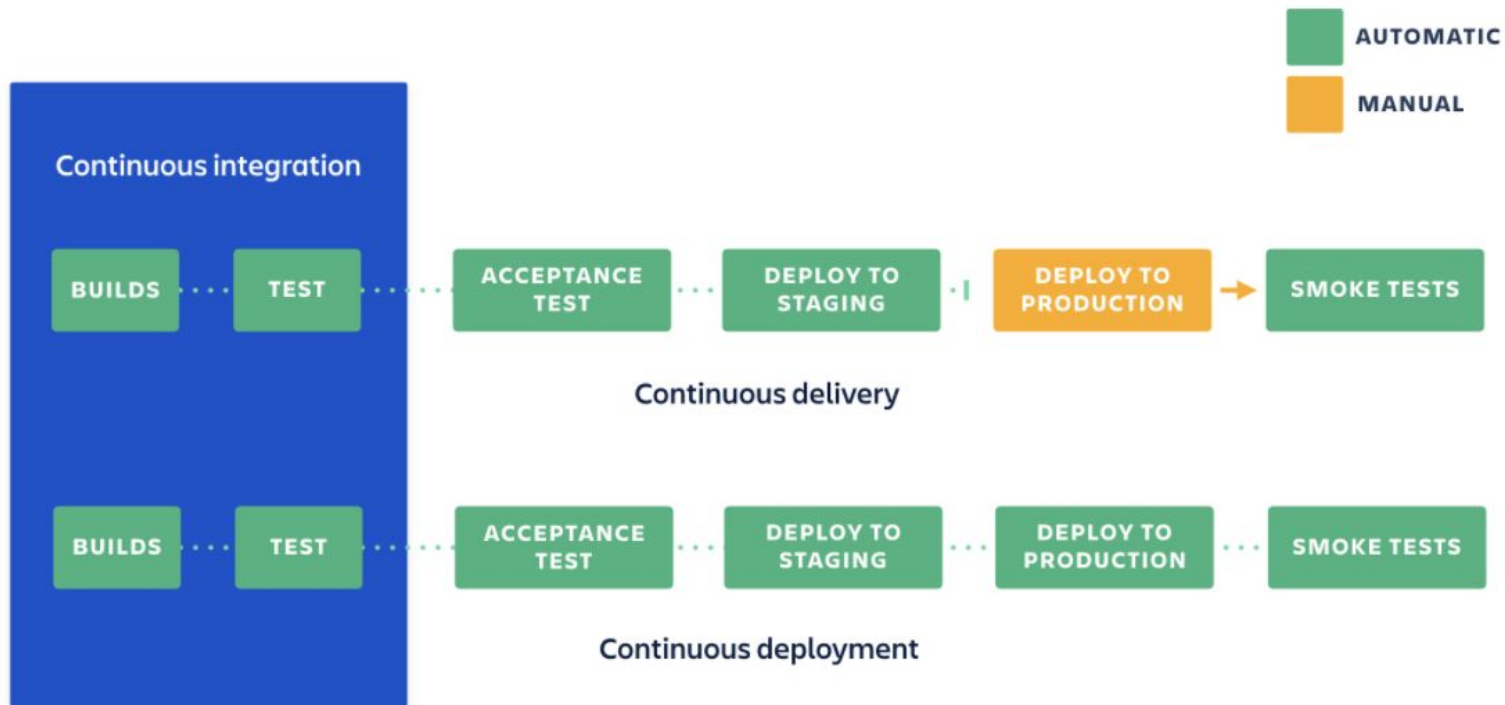 AUTOMATIC
MANUAL
Continuous integration
BUILDS
TEST
ACCEPTANCE
TEST
DEPLOY TO
STAGING
DEPLOY TO
PRODUCTION
SMOKE TESTS
Continuous delivery
BUILDS
TEST
ACCEPTANCE
TEST
DEPLOY TO
STAGING
DEPLOY TO
PRODUCTION
SMOKE TESTS
Continuous deployment